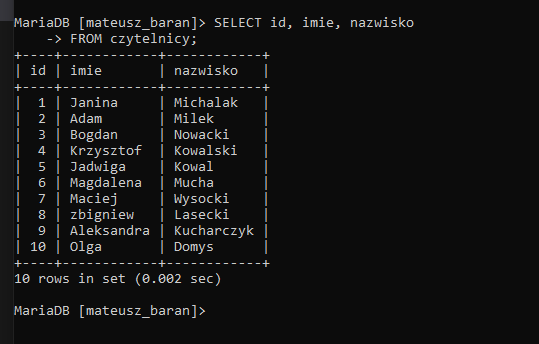 MariaDB [mateusz_baran]> SELECT id, imie, nazwisko
    -> FROM czytelnicy;
+----+------------+------------+
| id | imie       | nazwisko   |
+----+------------+------------+
|  1 | Janina     | Michalak   |
|  2 | Adam       | Milek      |
|  3 | Bogdan     | Nowacki    |
|  4 | Krzysztof  | Kowalski   |
|  5 | Jadwiga    | Kowal      |
|  6 | Magdalena  | Mucha      |
|  7 | Maciej     | Wysocki    |
|  8 | zbigniew   | Lasecki    |
|  9 | Aleksandra | Kucharczyk |
| 10 | Olga       | Domys      |
+----+------------+------------+
10 rows in set (0.002 sec)
MariaDB [mateusz_baran]>